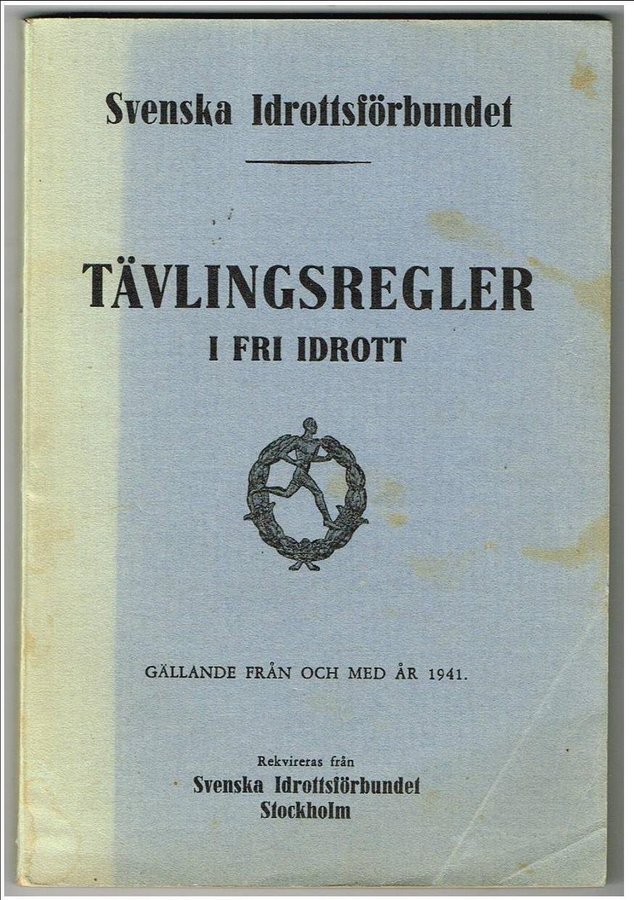 Svenska Idrottsförbundet
TÄVLINGSREGLER
I FRI IDROTT
GÄLLANDE FRÅN OCH MED ÅR 1941.
Rekvireras från
Svenska Idrottsförbundet
Stockholm